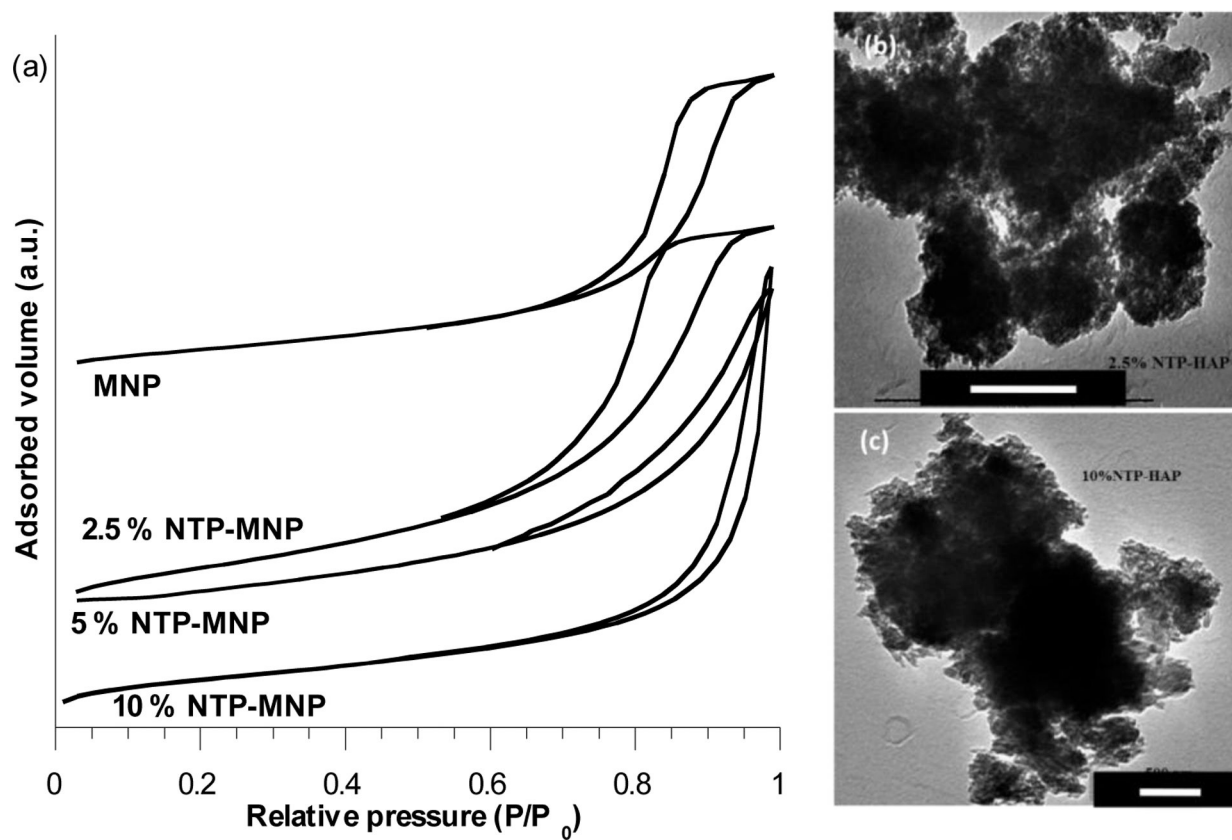 (a)
Adsorbed volume (a.u.)
MNP
2.5 % NTP-MNP
5 % NTP-MNP
10 % NTP-MNP
0 0.2 0.4 0.6 0.8 1
Relative pressure (P/P 0)
(b)
2.5% NTP-HAP
(c)
10%NTP-HAP